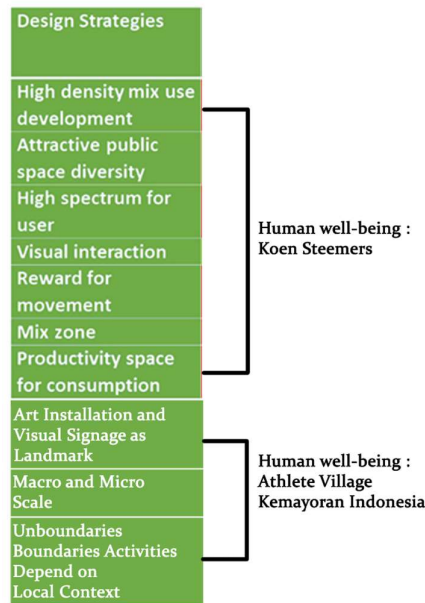 Design Strategies
High density mix use
development
Attractive public
space diversity
High spectrum for
user
Visual interaction
Reward for
movement
Mix zone
Productivity space
for consumption
Human well-being :
Koen Steemers
Art Installation and
Visual Signage as
Landmark
Macro and Micro
Scale
Unboundaries
Boundaries Activities
Depend on
Local Context
Human well-being :
Athlete Village
Kemayoran Indonesia